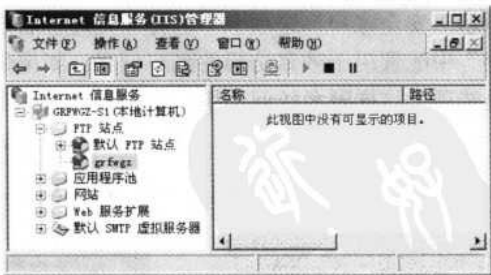 Internet 信息服务(IIS)管理器
文件(F) 操作(A) 查看(V) 窗口(W) 帮助(H)
Internet 信息服务
名称 路径
GRFWGZ-S1(本地计算机)
此视图中没有可显示的项目。
FTP 站点
默认 FTP 站点
grfwgz
应用程序池
网站
Web 服务扩展
默认 SMTP 虚拟服务器